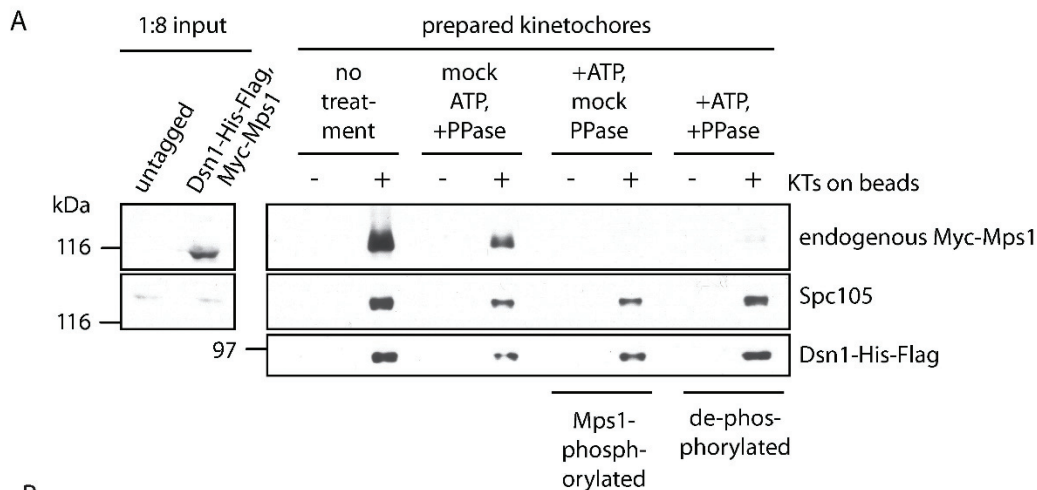 A
1:8 input
prepared kinetochores
untagged
Dsn1-His-Flag,
Myc-Mps1
no
treat-
ment
mock
ATP,
+PPase
+ATP,
mock
PPase
+ATP,
+PPase
- + - + - + - + KTs on beads
kDa
116
endogenous Myc-Mps1
Spc105
116
97
Dsn1-His-Flag
Mps1-
phosph-
orylated
de-phos-
phorylated